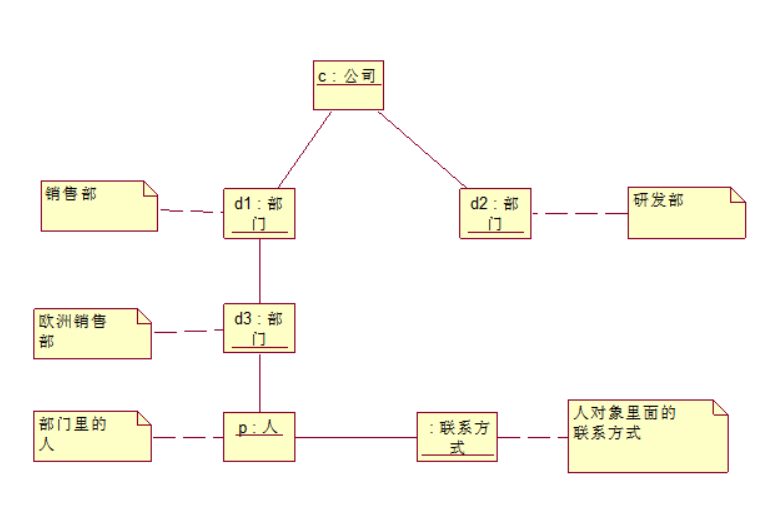 c：公司
销售部
d1：部
门
d2：部
门
研发部
欧洲销售
部
d3：部
门
部门里的
人
p：人
：联系方
式
人对象里面的
联系方式